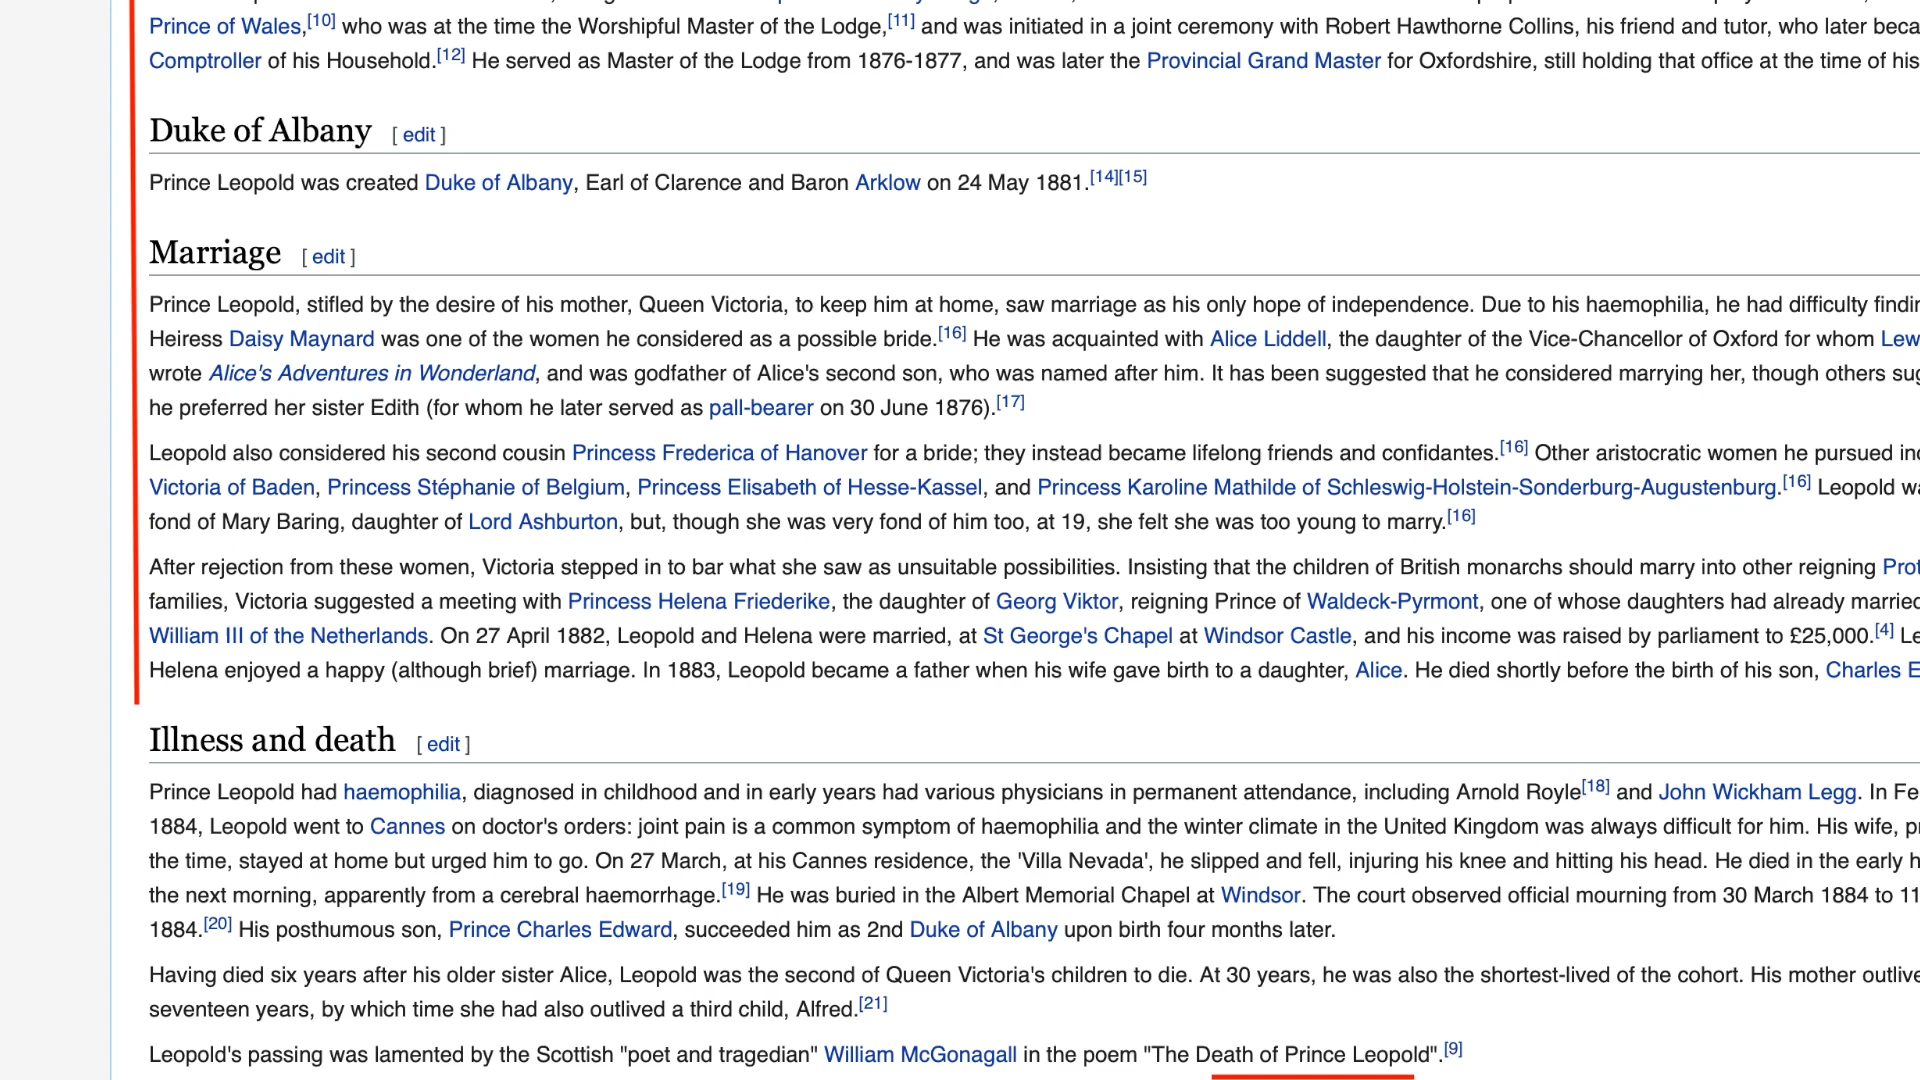 Prince of Wales,[10] who was at the time the Worshipful Master of the Lodge,[11] and was initiated in a joint ceremony with Robert Hawthorne Collins, his friend and tutor, who later
Comptroller of his Household.[12] He served as Master of the Lodge from 1876-1877, and was later the Provincial Grand Master for Oxfordshire, still holding that office at the time of his
Duke of Albany [ edit ]
Prince Leopold was created Duke of Albany, Earl of Clarence and Baron Arklow on 24 May 1881.[14][15]
Marriage [ edit ]
Prince Leopold, stifled by the desire of his mother, Queen Victoria, to keep him at home, saw marriage as his only hope of independence. Due to his haemophilia, he had difficulty
Heiress Daisy Maynard was one of the women he considered as a possible bride.[16] He was acquainted with Alice Liddell, the daughter of the Vice-Chancellor of Oxford for whom
wrote Alice's Adventures in Wonderland, and was godfather of Alice's second son, who was named after him. It has been suggested that he considered marrying her, though others
he preferred her sister Edith (for whom he later served as pall-bearer on 30 June 1876).[17]
Leopold also considered his second cousin Princess Frederica of Hanover for a bride; they instead became lifelong friends and confidantes.[16] Other aristocratic women he pursued
Victoria of Baden, Princess Stéphanie of Belgium, Princess Elisabeth of Hesse-Kassel, and Princess Karoline Mathilde of Schleswig-Holstein-Sonderburg-Augustenburg.[16] Leopold
fond of Mary Baring, daughter of Lord Ashburton, but, though she was very fond of him too, at 19, she felt she was too young to marry.[16]
After rejection from these women, Victoria stepped in to bar what she saw as unsuitable possibilities. Insisting that the children of British monarchs should marry into other reigning
families, Victoria suggested a meeting with Princess Helena Friederike, the daughter of Georg Viktor, reigning Prince of Waldeck-Pyrmont, one of whose daughters had already married
William III of the Netherlands. On 27 April 1882, Leopold and Helena were married, at St George's Chapel at Windsor Castle, and his income was raised by parliament to £25,000.[4]
Helena enjoyed a happy (although brief) marriage. In 1883, Leopold became a father when his wife gave birth to a daughter, Alice. He died shortly before the birth of his son, Charles
Illness and death [ edit ]
Prince Leopold had haemophilia, diagnosed in childhood and in early years had various physicians in permanent attendance, including Arnold Royle[18] and John Wickham Legg. In
1884, Leopold went to Cannes on doctor's orders: joint pain is a common symptom of haemophilia and the winter climate in the United Kingdom was always difficult for him. His wife,
the time, stayed at home but urged him to go. On 27 March, at his Cannes residence, the 'Villa Nevada', he slipped and fell, injuring his knee and hitting his head. He died in the early
the next morning, apparently from a cerebral haemorrhage.[19] He was buried in the Albert Memorial Chapel at Windsor. The court observed official mourning from 30 March 1884 to 11
1884.[20] His posthumous son, Prince Charles Edward, succeeded him as 2nd Duke of Albany upon birth four months later.
Having died six years after his older sister Alice, Leopold was the second of Queen Victoria's children to die. At 30 years, he was also the shortest-lived of the cohort. His mother
seventeen years, by which time she had also outlived a third child, Alfred.[21]
Leopold's passing was lamented by the Scottish "poet and tragedian" William McGonagall in the poem "The Death of Prince Leopold".[9]